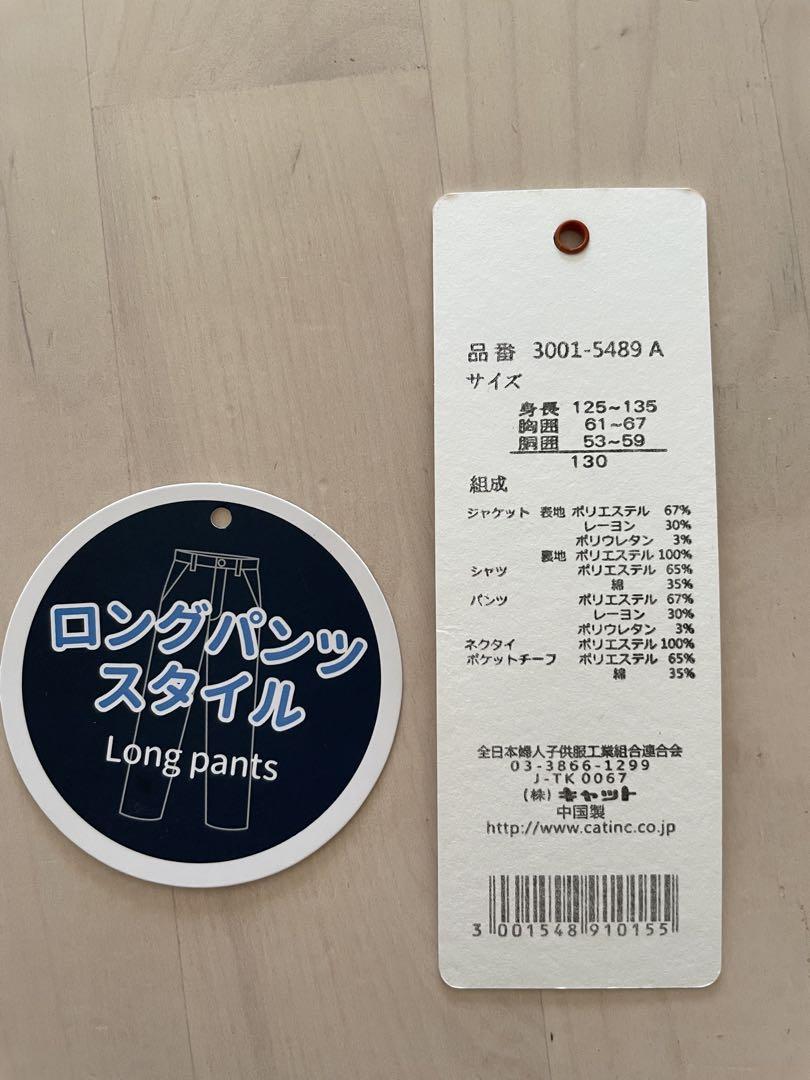 ロングパンツ
スタイル
Long pants
品番 3001-5489 A
サイズ
身長 125~135
胸囲 61~67
胴囲 53~59
130
組成
ジャケット 表地 ポリエステル 67%
レーヨン 30%
ポリウレタン 3%
裏地 ポリエステル 100%
シャツ ポリエステル 65%
綿 35%
パンツ ポリエステル 67%
レーヨン 30%
ポリウレタン 3%
ネクタイ ポリエステル 100%
ポケットチーフ ポリエステル 65%
綿 35%
全日本婦人子供服工業組合連合会
03-3866-1299
J-TK 0067
(株) キャット
中国製
http://www.catinc.co.jp
3 001548 910155